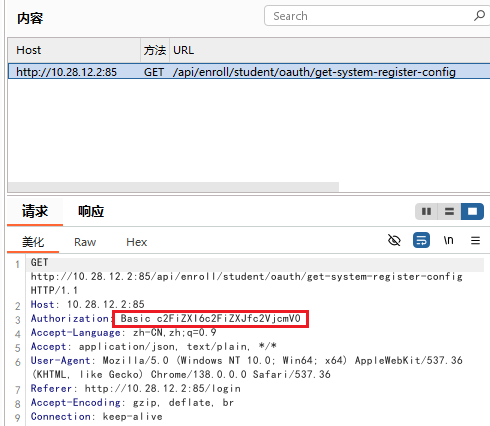 内容
Search
Host 方法 URL
http://10.28.12.2:85 GET /api/enroll/student/oauth/get-system-register-config
请求 响应
美化 Raw Hex \n
1 GET
http://10.28.12.2:85/api/enroll/student/oauth/get-system-register-config
HTTP/1.1
2 Host: 10.28.12.2:85
3 Authorization: Basic c2FiZXI6c2FiZXJfc2VjcmV0
4 Accept-Language: zh-CN,zh;q=0.9
5 Accept: application/json, text/plain, */*
6 User-Agent: Mozilla/5.0 (Windows NT 10.0; Win64; x64) AppleWebKit/537.36
(KHTML, like Gecko) Chrome/138.0.0.0 Safari/537.36
7 Referer: http://10.28.12.2:85/login
8 Accept-Encoding: gzip, deflate, br
9 Connection: keep-alive